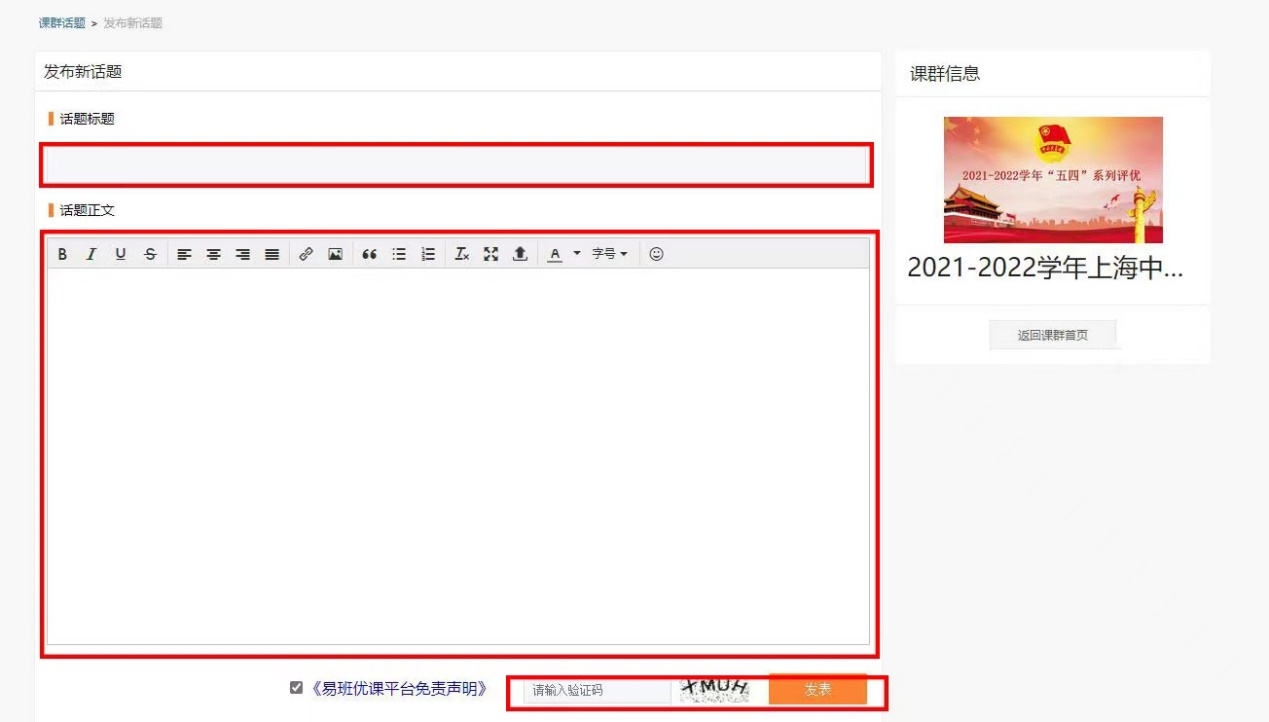 课群话题 > 发布新话题
发布新话题
课群信息
话题标题
2021-2022学年“五四”系列评优
话题正文
B I U S 字号
2021-2022学年上海中...
返回课群首页
《易班优课平台免责声明》
请输入验证码
发表